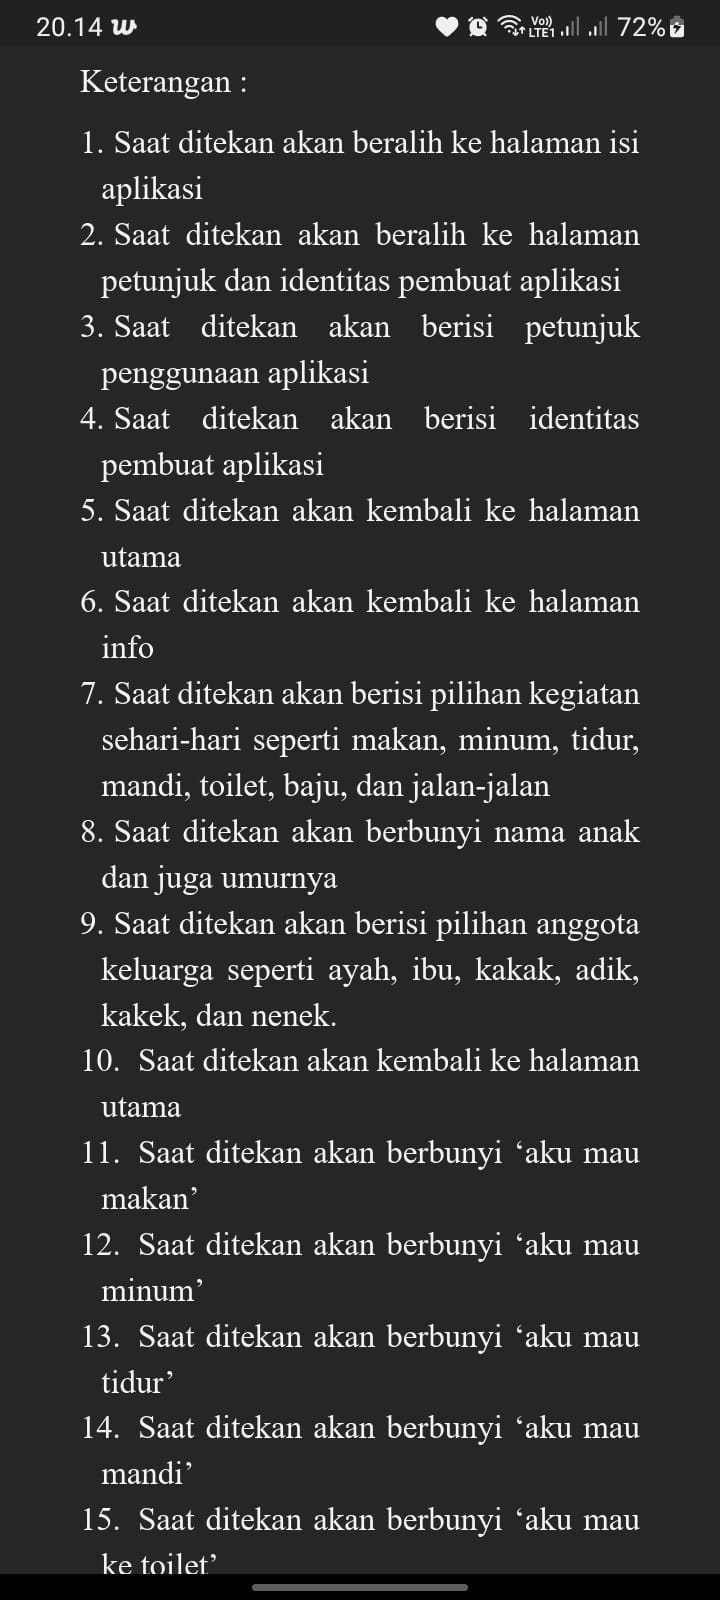 20.14 w Vo)) LTE1 72%
Keterangan :
1. Saat ditekan akan beralih ke halaman isi
aplikasi
2. Saat ditekan akan beralih ke halaman
petunjuk dan identitas pembuat aplikasi
3. Saat ditekan akan berisi petunjuk
penggunaan aplikasi
4. Saat ditekan akan berisi identitas
pembuat aplikasi
5. Saat ditekan akan kembali ke halaman
utama
6. Saat ditekan akan kembali ke halaman
info
7. Saat ditekan akan berisi pilihan kegiatan
sehari-hari seperti makan, minum, tidur,
mandi, toilet, baju, dan jalan-jalan
8. Saat ditekan akan berbunyi nama anak
dan juga umurnya
9. Saat ditekan akan berisi pilihan anggota
keluarga seperti ayah, ibu, kakak, adik,
kakek, dan nenek.
10. Saat ditekan akan kembali ke halaman
utama
11. Saat ditekan akan berbunyi ‘aku mau
makan’
12. Saat ditekan akan berbunyi ‘aku mau
minum’
13. Saat ditekan akan berbunyi ‘aku mau
tidur’
14. Saat ditekan akan berbunyi ‘aku mau
mandi’
15. Saat ditekan akan berbunyi ‘aku mau
ke toilet’